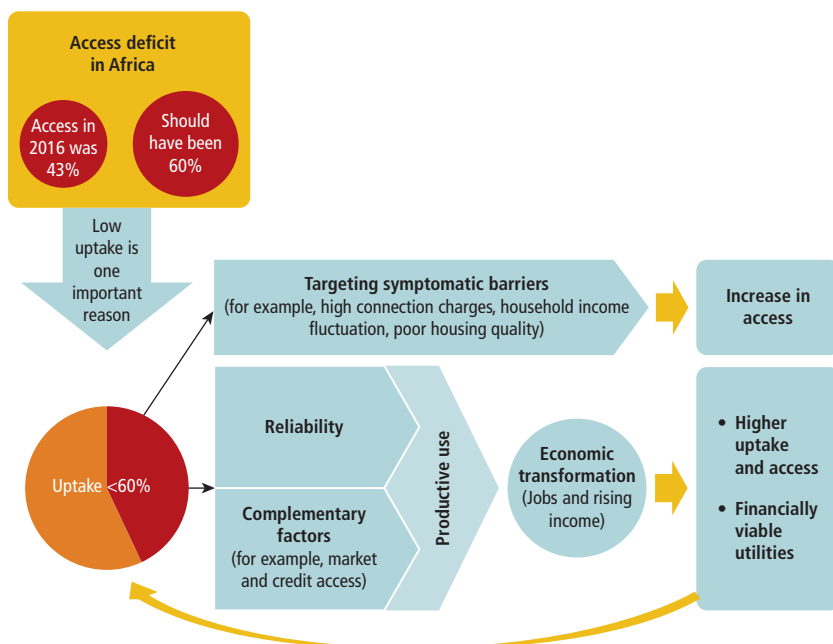 Access deficit
in Africa
Access in
2016 was
43%
Should
have been
60%
Low
uptake is
one
important
reason
Targeting symptomatic barriers
(for example, high connection charges, household income
fluctuation, poor housing quality)
Increase in
access
Uptake <60%
Reliability
Complementary
factors
(for example, market
and credit access)
Productive use
Economic
transformation
(Jobs and rising
income)
• Higher
uptake
and access
• Financially
viable
utilities